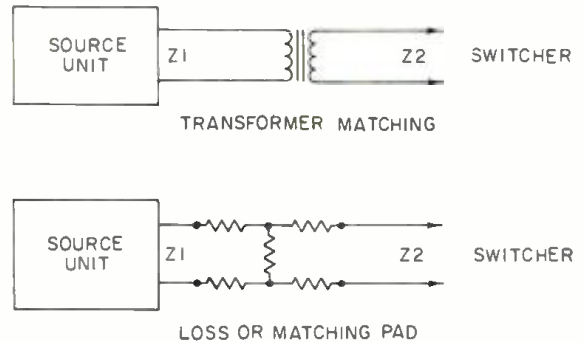 SOURCE
UNIT
Z1
Z2
SWITCHER
TRANSFORMER MATCHING
SOURCE
UNIT
Z1
Z2
SWITCHER
LOSS OR MATCHING PAD